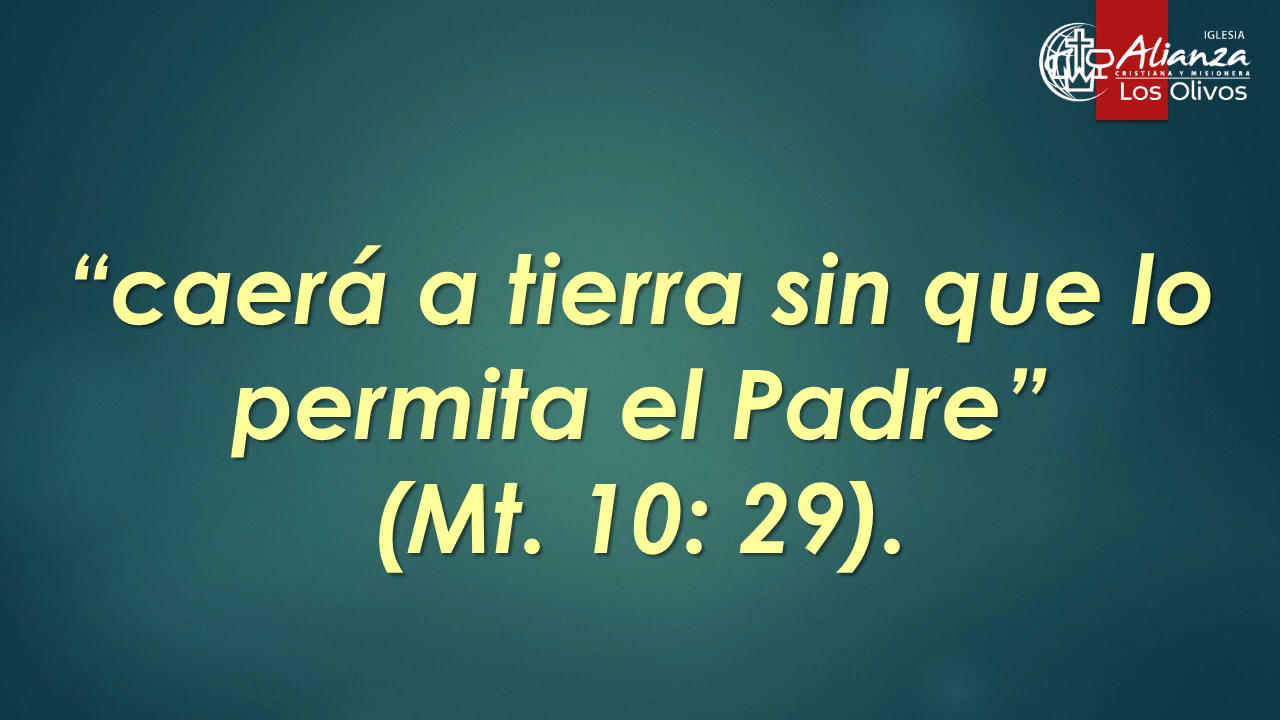 IGLESIA
Alianza
CRISTIANA Y MISIONERA
Los Olivos
“caerá a tierra sin que lo
permita el Padre”
(Mt. 10: 29).